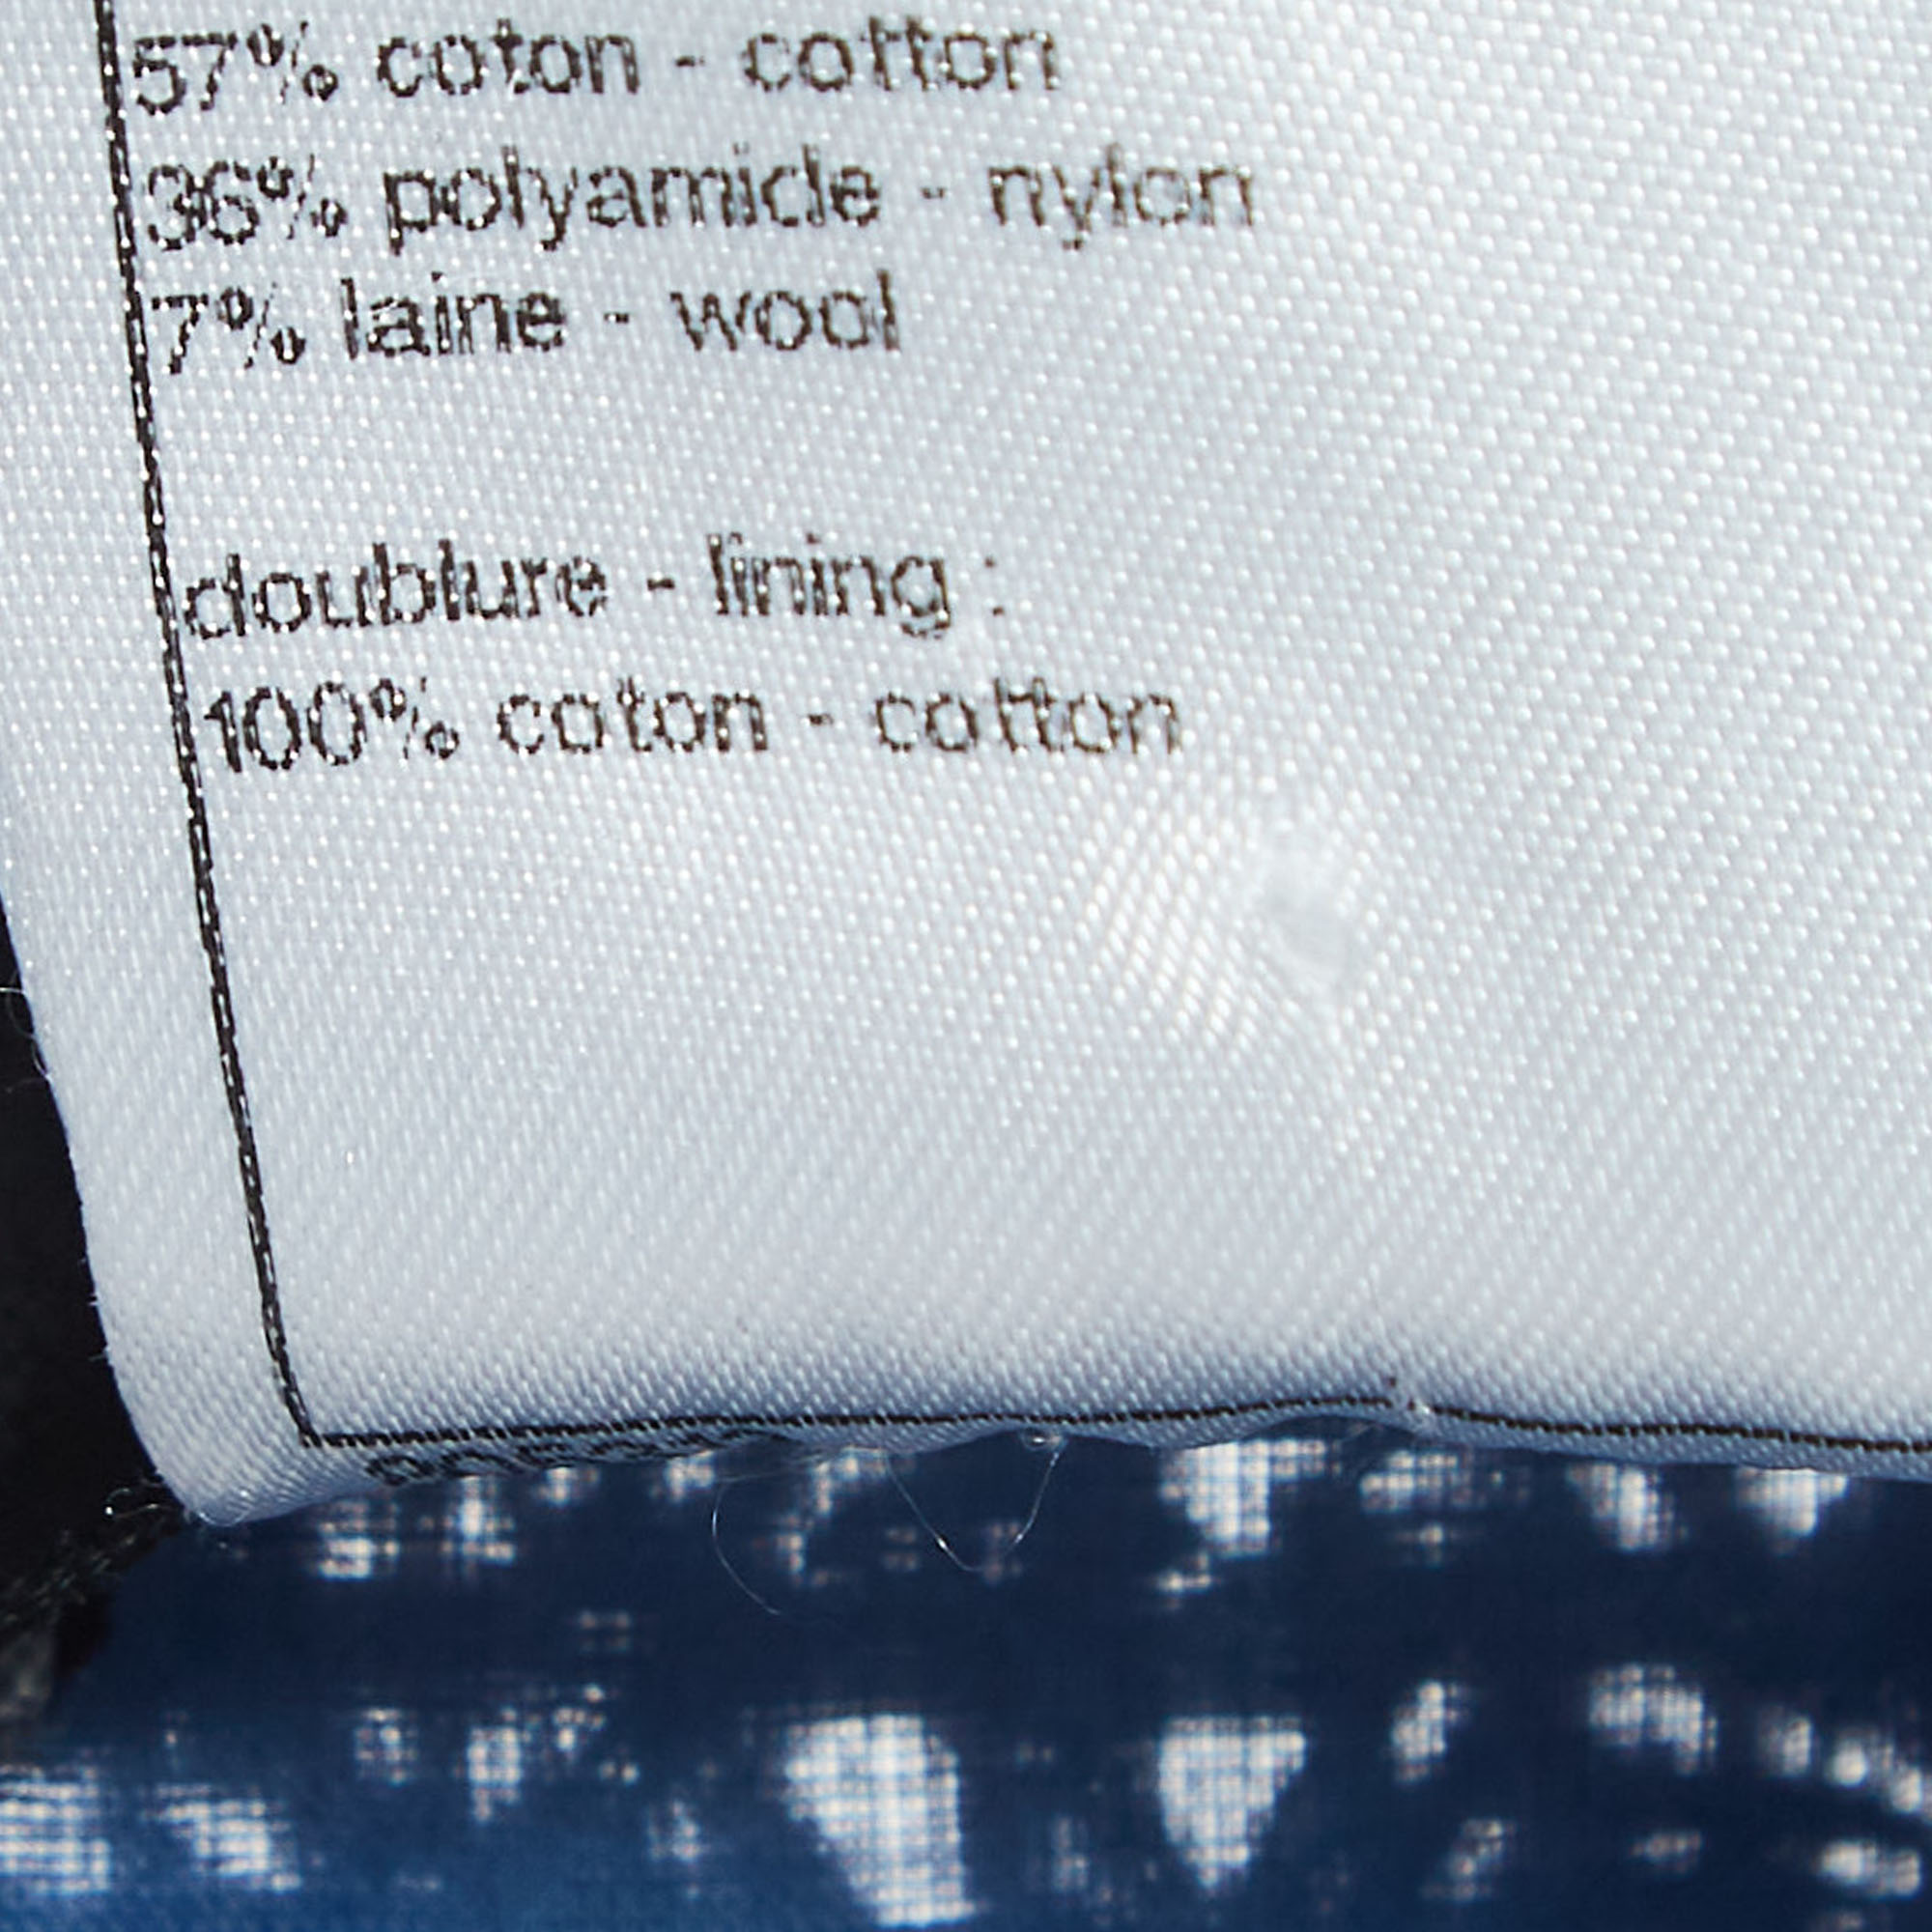 57% coton - cotton
36% polyamide - nylon
7% laine - wool
doublure - lining :
100% coton - cotton